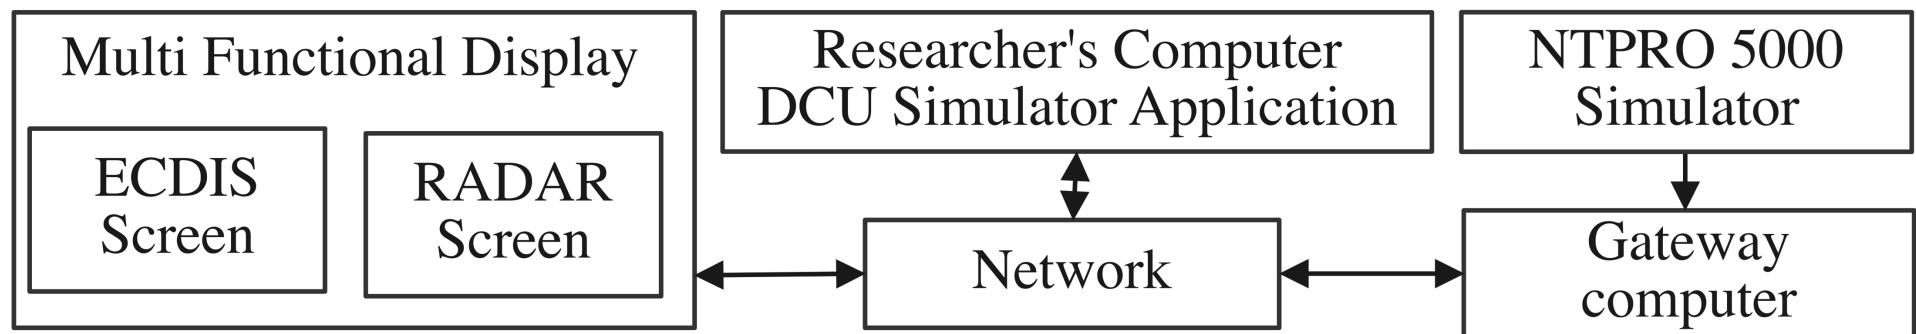 Multi Functional Display
ECDIS
Screen
RADAR
Screen
Researcher's Computer
DCU Simulator Application
Network
NTPRO 5000
Simulator
Gateway
computer